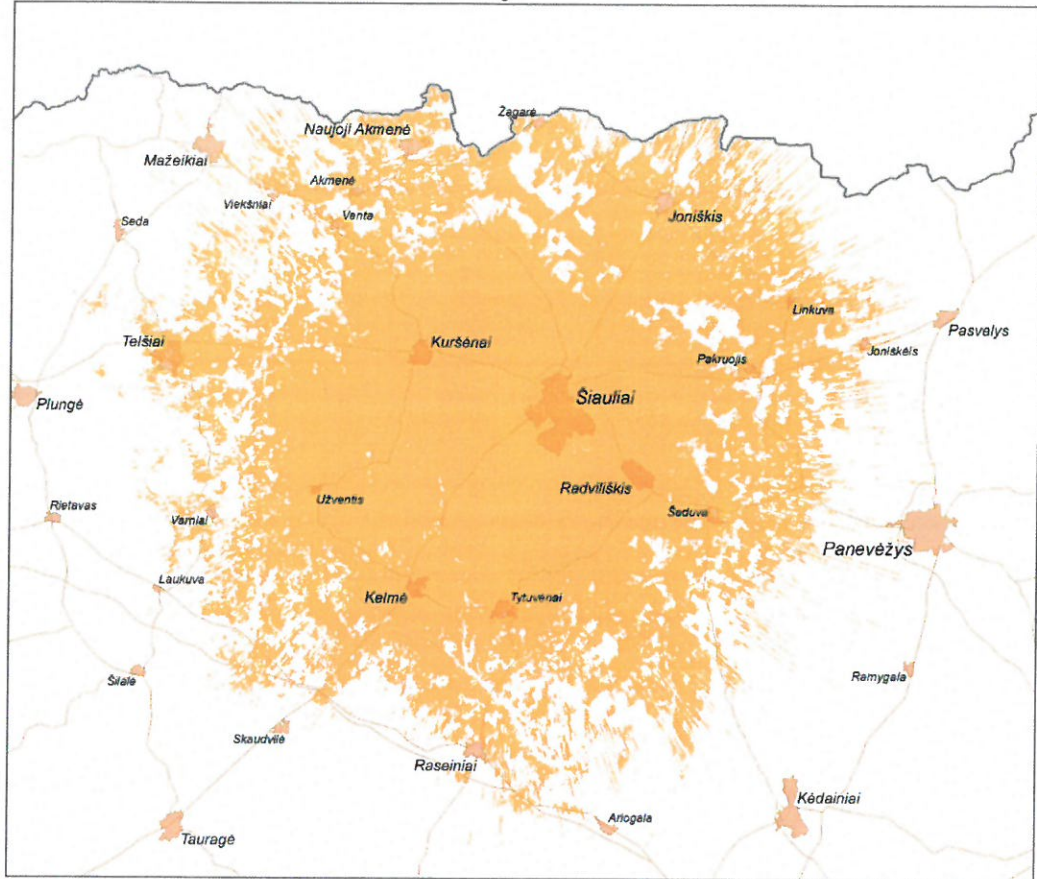 Žagarė
Naujoji Akmenė
Mažeikiai
Akmenė
Viekšniai
Venta
Seda
Joniškis
Linkuva
Pasvalys
Telšiai
Kuršėnai
Pakruojis
Joniškėlis
Plungė
Šiauliai
Radviliškis
Užventis
Rietavas
Varniai
Šeduva
Panevėžys
Laukuva
Kelmė
Tytuvėnai
Šilalė
Ramygala
Skaudvilė
Raseiniai
Kėdainiai
Ariogala
Tauragė